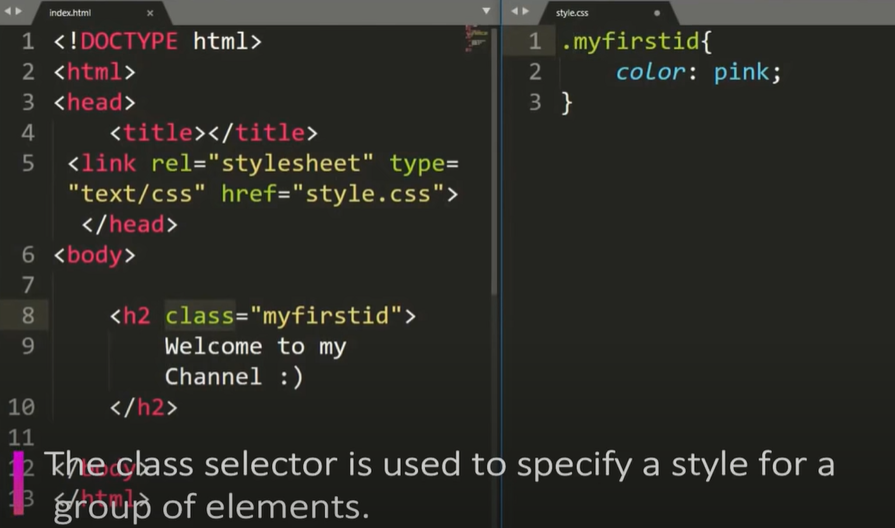 index.html
1 <!DOCTYPE html>
2 <html>
3 <head>
4 <title></title>
5 <link rel="stylesheet" type=
"text/css" href="style.css">
</head>
6 <body>
7
8 <h2 class="myfirstid">
9 Welcome to my
Channel :)
10 </h2>
11
12 </body>
13 </html>
style.css
1 .myfirstid{
2 color: pink;
3 }
The class selector is used to specify a style for a
group of elements.